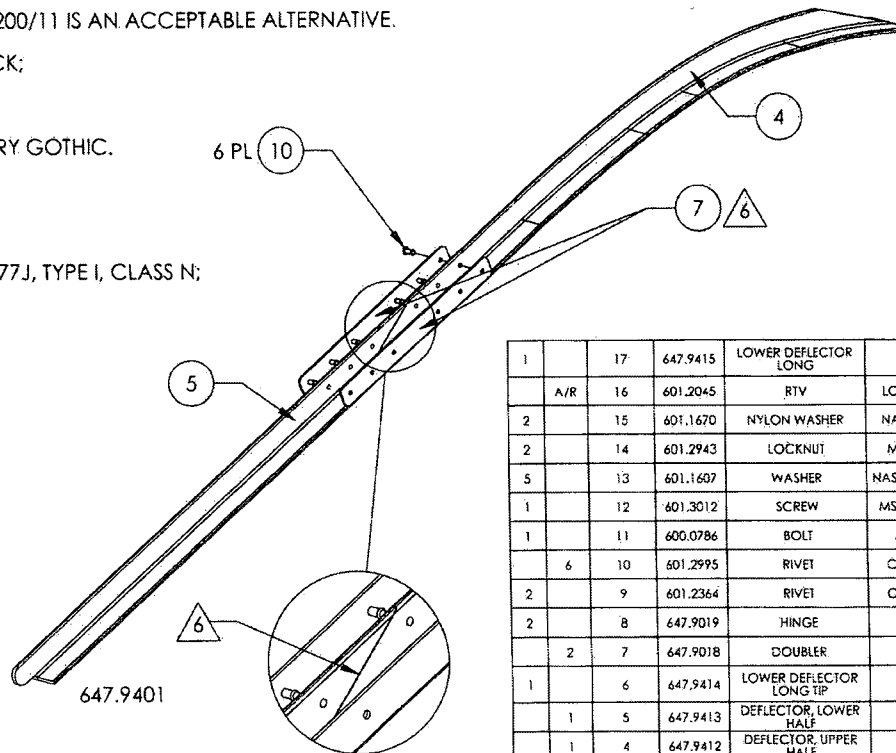 200/11 IS AN ACCEPTABLE ALTERNATIVE.
CK;
RY GOTHIC.
77J, TYPE I, CLASS N;
6 PL 10
4
7 6
5
6
647.9401
1 17 647.9415 LOWER DEFLECTOR LONG
A/R 16 601.2045 RTV LO
2 15 601.1670 NYLON WASHER NA
2 14 601.2943 LOCKNUT M
5 13 601.1607 WASHER NAS
1 12 601.3012 SCREW MS
1 11 600.0786 BOLT
6 10 601.2995 RIVET C
2 9 601.2364 RIVET C
2 8 647.9019 HINGE
2 7 647.9018 DOUBLER
1 6 647.9414 LOWER DEFLECTOR LONG TIP
1 5 647.9413 DEFLECTOR, LOWER HALF
1 4 647.9412 DEFLECTOR, UPPER HALF